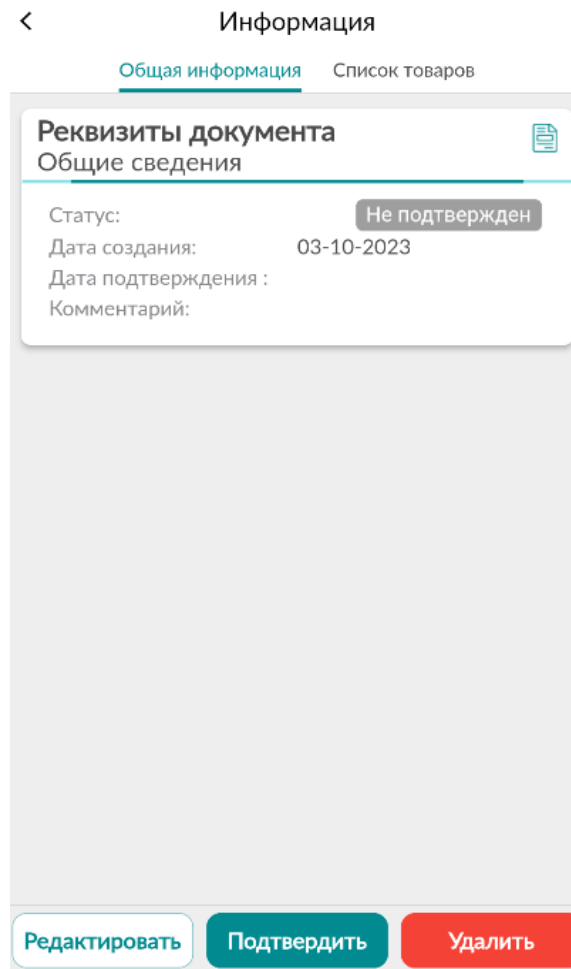 Информация
Общая информация Список товаров
Реквизиты документа
Общие сведения
Статус: Не подтвержден
Дата создания: 03-10-2023
Дата подтверждения :
Комментарий:
Редактировать Подтвердить Удалить